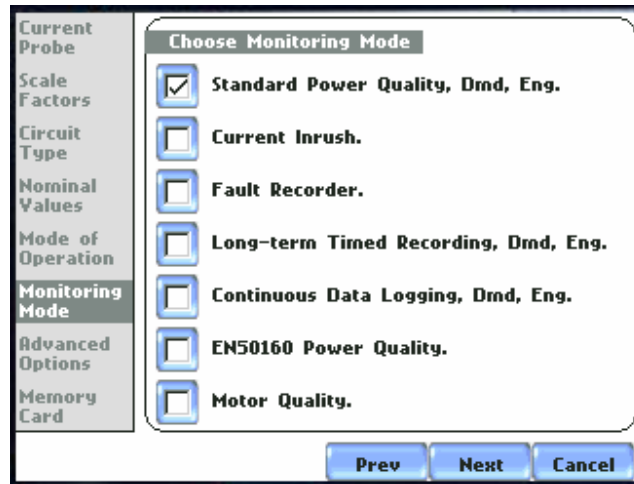 Current
Probe
Scale
Factors
Circuit
Type
Nominal
Values
Mode of
Operation
Monitoring
Mode
Advanced
Options
Memory
Card
Choose Monitoring Mode
Standard Power Quality, Dmd, Eng.
Current Inrush.
Fault Recorder.
Long-term Timed Recording, Dmd, Eng.
Continuous Data Logging, Dmd, Eng.
EN50160 Power Quality.
Motor Quality.
Prev Next Cancel